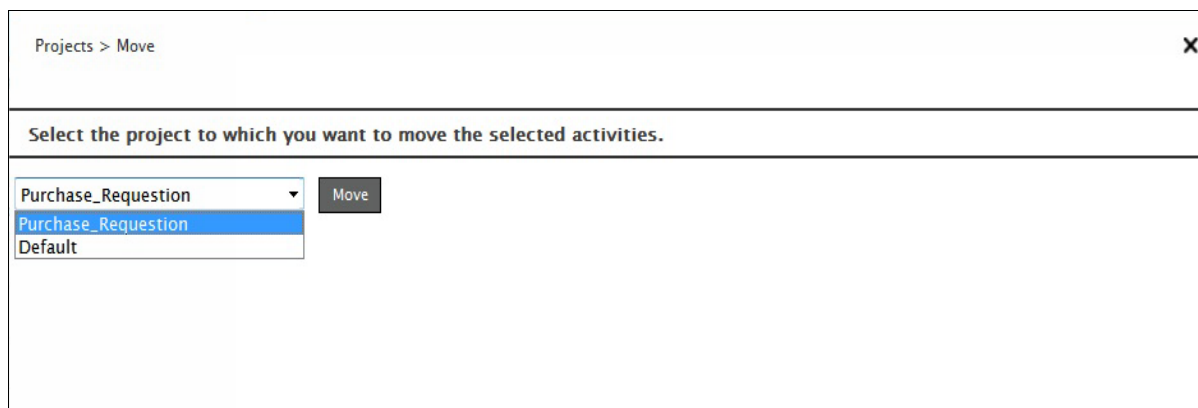 Projects > Move
X
Select the project to which you want to move the selected activities.
Purchase_Requestion Move
Purchase_Requestion
Default